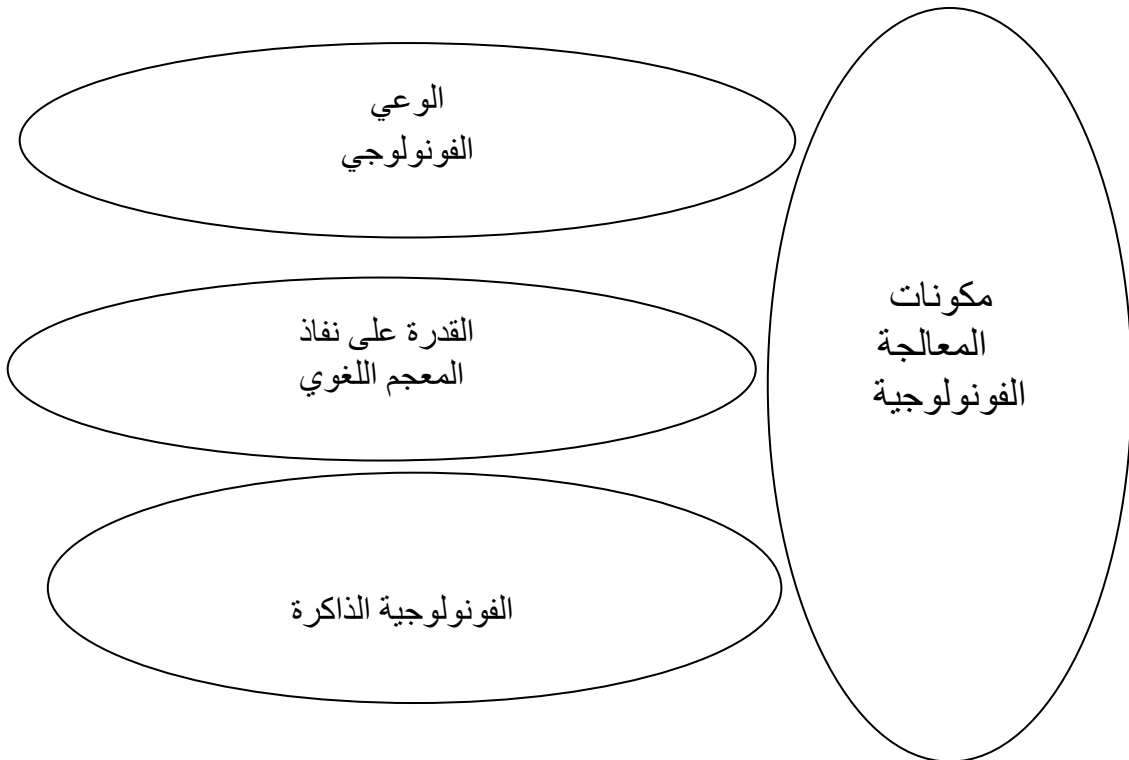 مكونات
المعالجة
الفونولوجية
الوعي
الفونولوجي
القدرة على نفاذ
المعجم اللغوي
الفونولوجية الذاكرة